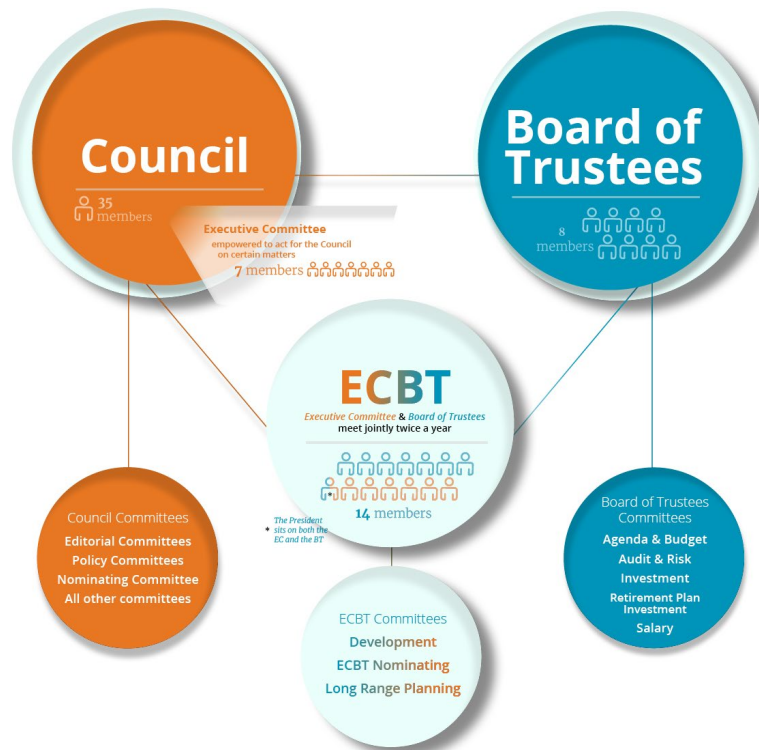 Council
35
members
Executive Committee
empowered to act for the Council
on certain matters
7 members
Board of
Trustees
8
members
ECBT
Executive Committee & Board of Trustees
meet jointly twice a year
*
14 members
* The President
sits on both the
EC and the BT
Council Committees
Editorial Committees
Policy Committees
Nominating Committee
All other committees
ECBT Committees
Development
ECBT Nominating
Long Range Planning
Board of Trustees
Committees
Agenda & Budget
Audit & Risk
Investment
Retirement Plan
Investment
Salary